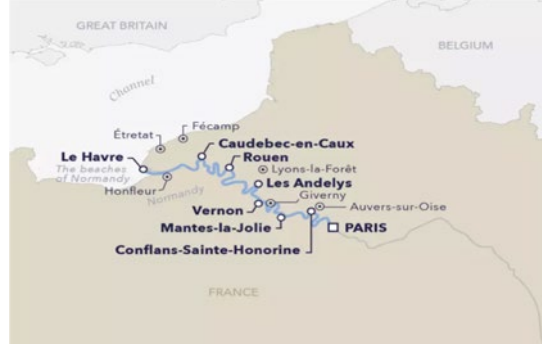 GREAT BRITAIN
BELGIUM
Channel
Fécamp
Étretat
Caudebec-en-Caux
Le Havre
Rouen
The beaches
of Normandy
Lyons-la-Forêt
Honfleur
Normandy
Les Andelys
Giverny
Vernon
Auvers-sur-Oise
Mantes-la-Jolie
PARIS
Conflans-Sainte-Honorine
FRANCE